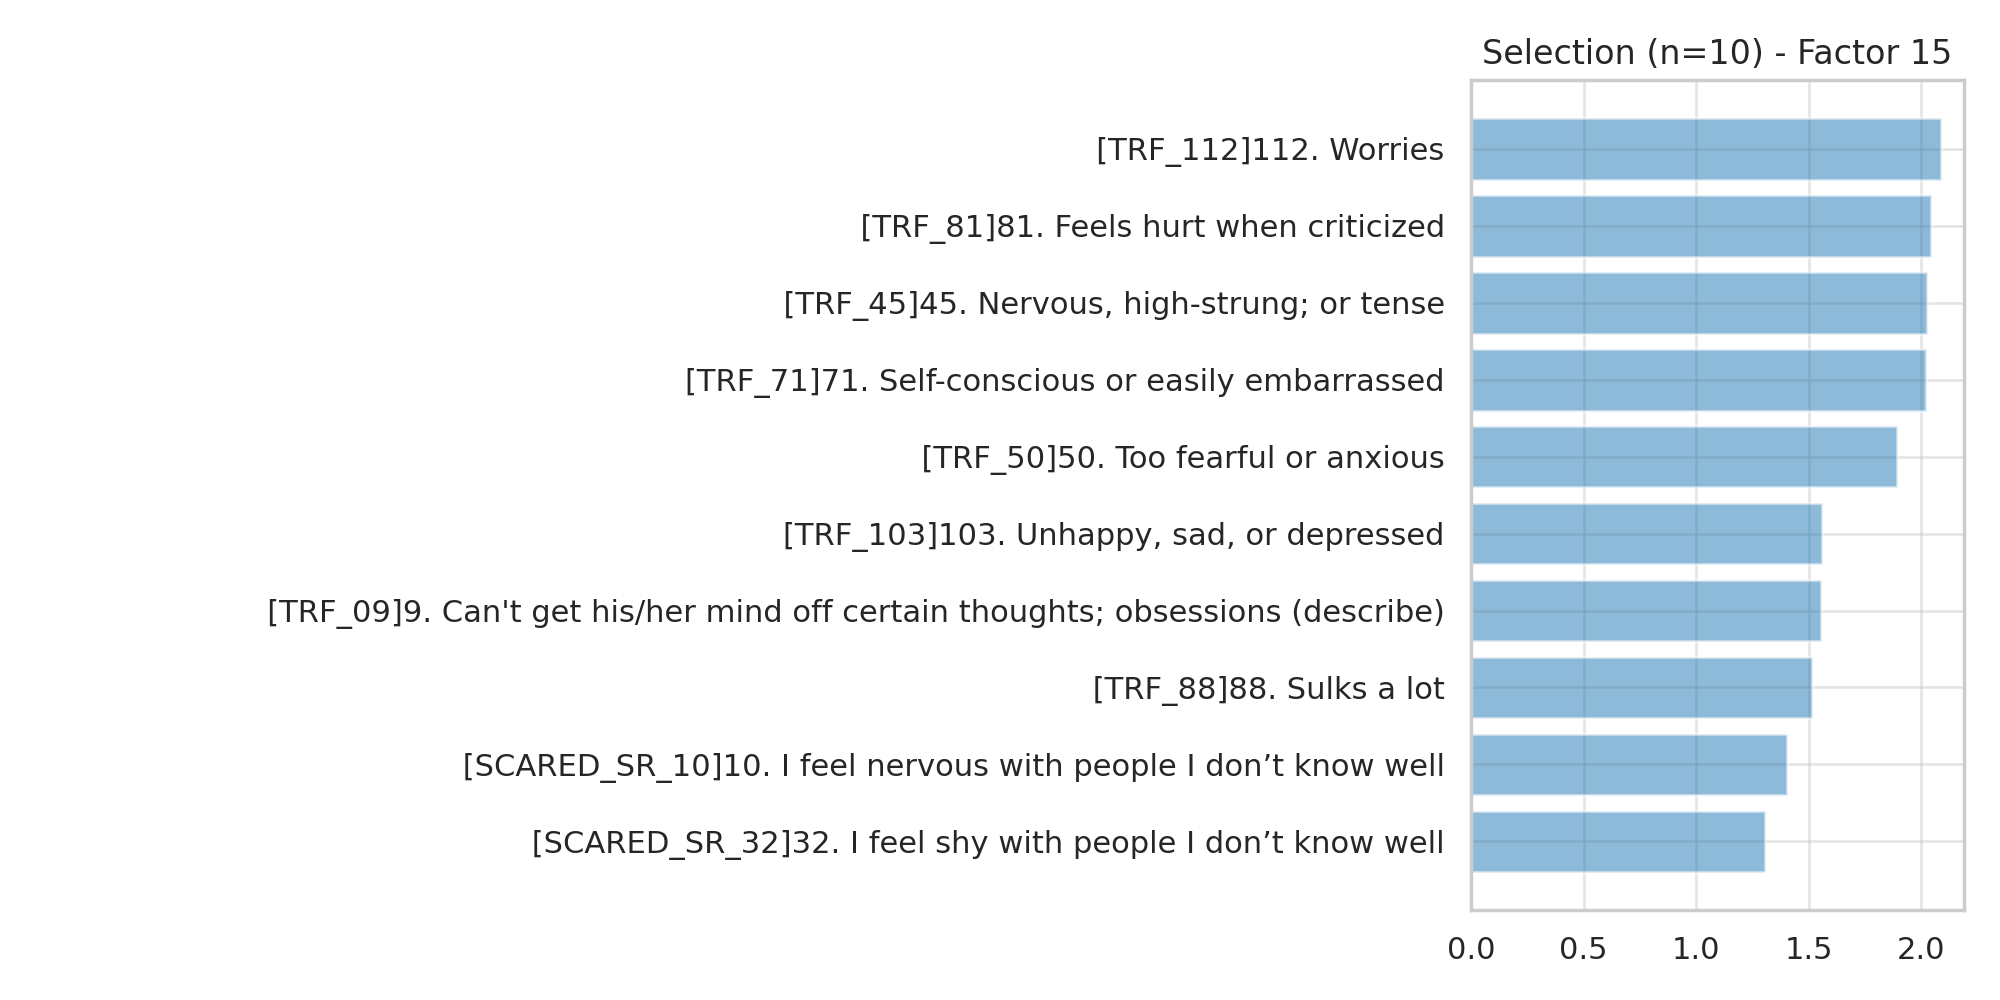 Selection (n=10) - Factor 15
[TRF_112]112. Worries
[TRF_81]81. Feels hurt when criticized
[TRF_45]45. Nervous, high-strung; or tense
[TRF_71]71. Self-conscious or easily embarrassed
[TRF_50]50. Too fearful or anxious
[TRF_103]103. Unhappy, sad, or depressed
[TRF_09]9. Can't get his/her mind off certain thoughts; obsessions (describe)
[TRF_88]88. Sulks a lot
[SCARED_SR_10]10. I feel nervous with people I don’t know well
[SCARED_SR_32]32. I feel shy with people I don’t know well
0.0 0.5 1.0 1.5 2.0